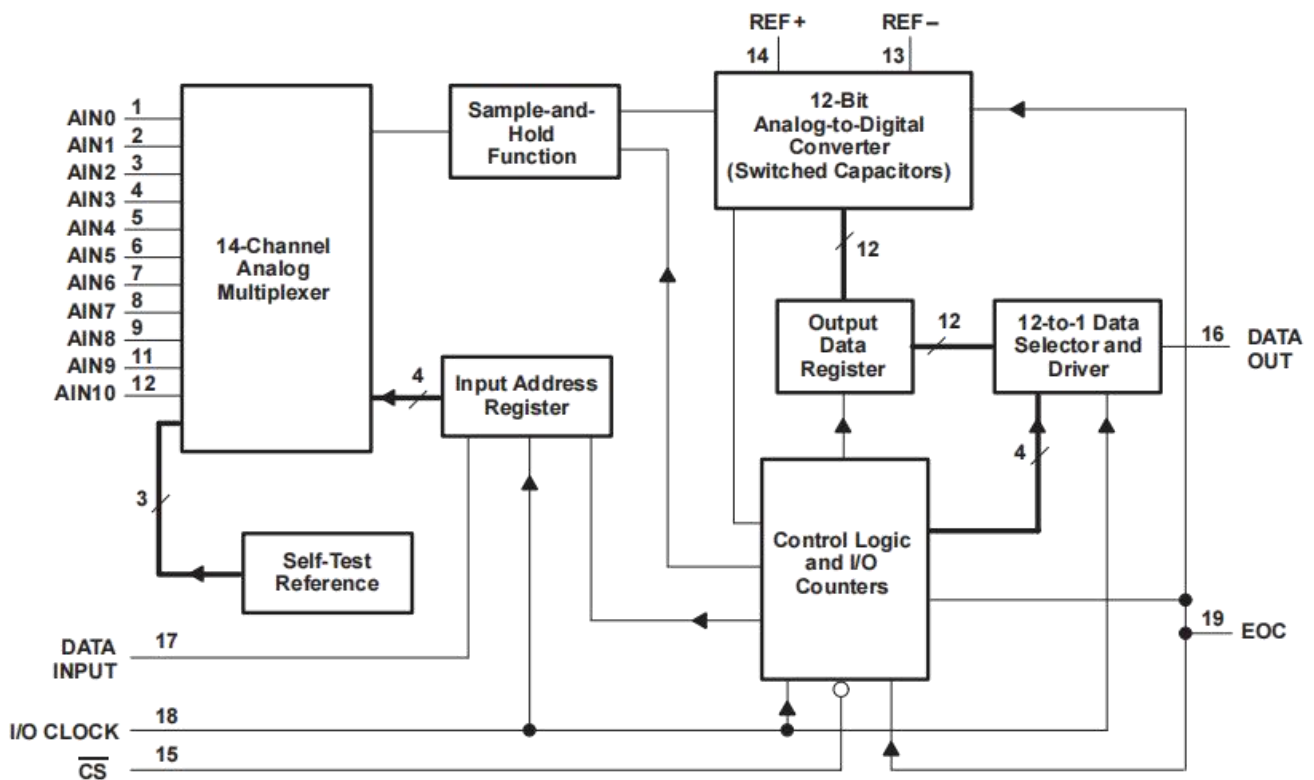 REF+
REF–
14
13
14-Channel
Analog
Multiplexer
Sample-and-
Hold
Function
12-Bit
Analog-to-Digital
Converter
(Switched Capacitors)
AIN0 1
AIN1 2
AIN2 3
AIN3 4
AIN4 5
AIN5 6
AIN6 7
AIN7 8
AIN8 9
AIN9 11
AIN10 12
12
Output
Data
Register
12
12-to-1 Data
Selector and
Driver
16
DATA
OUT
4
Input Address
Register
4
3
Self-Test
Reference
Control Logic
and I/O
Counters
19 EOC
DATA
INPUT
17
I/O CLOCK
18
CS
15